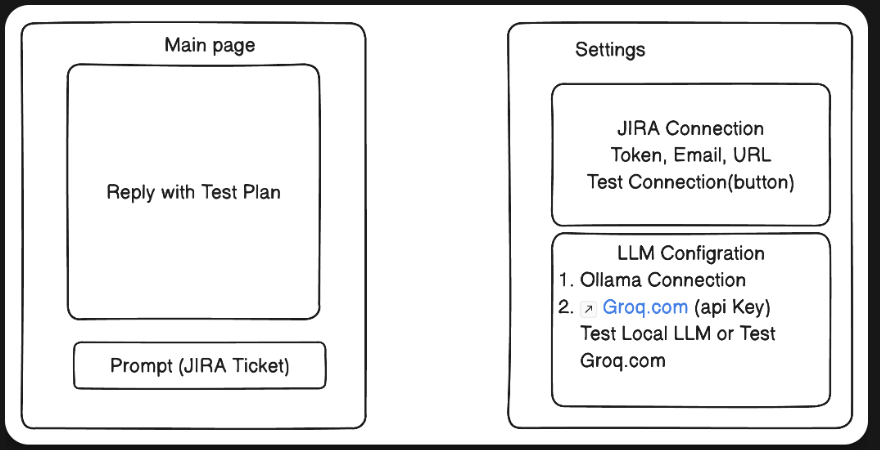 Main page
Reply with Test Plan
Prompt (JIRA Ticket)
Settings
JIRA Connection
Token, Email, URL
Test Connection(button)
LLM Configration
1. Ollama Connection
2. Groq.com (api Key)
Test Local LLM or Test
Groq.com